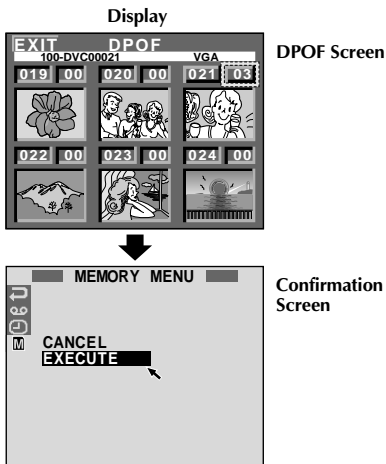 Display
EXIT DPOF
100-DVC00021 VGA
019 00 020 00 021 03
022 00 023 00 024 00
DPOF Screen
MEMORY MENU
M
CANCEL
EXECUTE
Confirmation
Screen